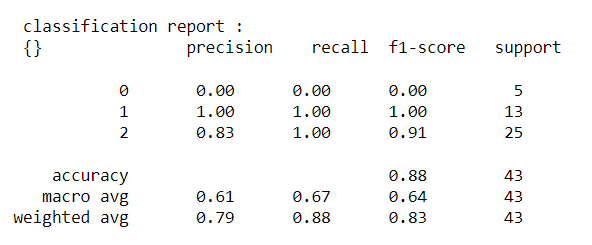 classification report :
{}               precision    recall  f1-score   support

           0       0.00      0.00      0.00         5
           1       1.00      1.00      1.00        13
           2       0.83      1.00      0.91        25

    accuracy                           0.88        43
   macro avg       0.61      0.67      0.64        43
weighted avg       0.79      0.88      0.83        43